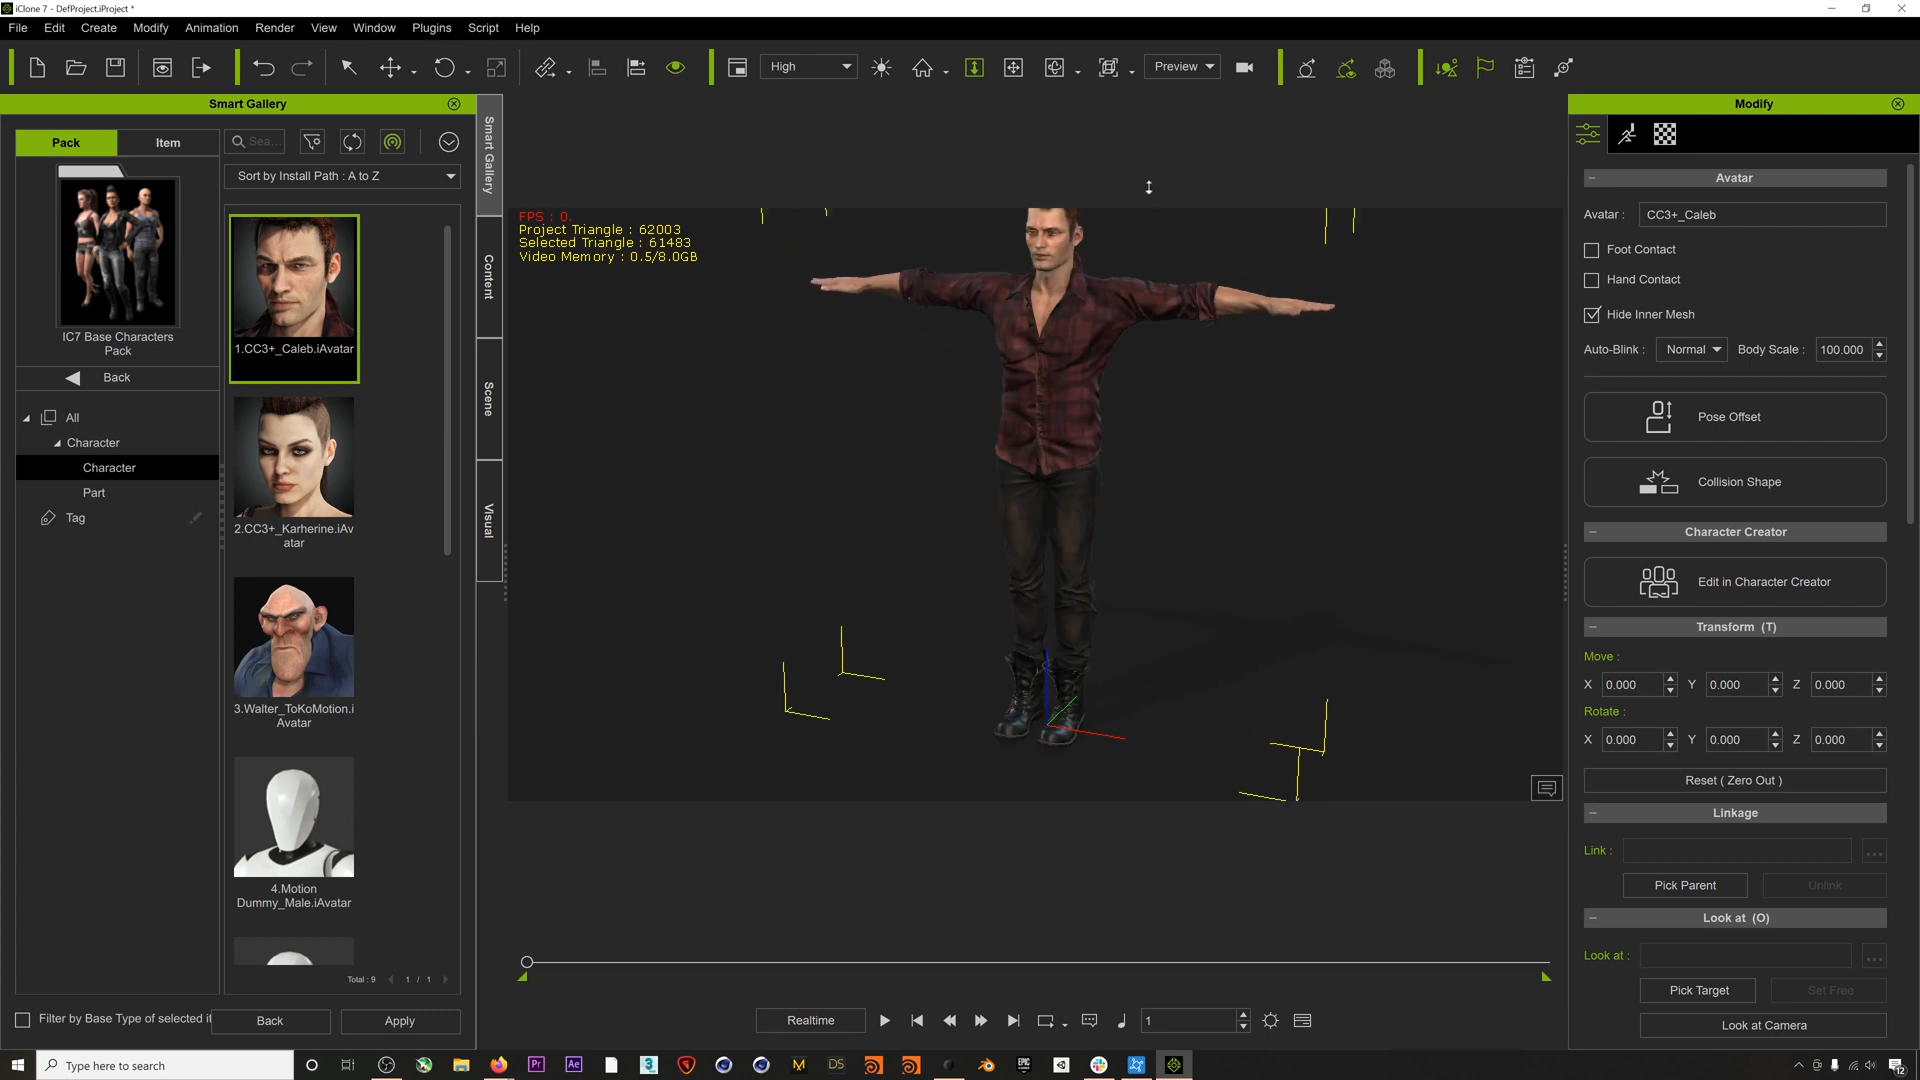 iClone 7 - DefProject.iProject *
File Edit Create Modify Animation Render View Window Plugins Script Help
High
Preview
Smart Gallery
Pack
Item
Sea...
Sort by Install Path : A to Z
IC7 Base Characters
Pack
Back
All
Character
Character
Part
Tag
1.CC3+_Caleb.iAvatar
2.CC3+_Karherine.iAv
atar
3.Walter_ToKoMotion.i
Avatar
4.Motion
Dummy_Male.iAvatar
Total : 9 1 / 1
Filter by Base Type of selected it
Back
Apply
Smart Gallery
Content
Scene
Visual
FPS : 0.
Project Triangle : 62003
Selected Triangle : 61483
Video Memory : 0.5/8.0GB
Realtime
1
Modify
Avatar
Avatar : CC3+_Caleb
Foot Contact
Hand Contact
Hide Inner Mesh
Auto-Blink : Normal Body Scale : 100.000
Pose Offset
Collision Shape
Character Creator
Edit in Character Creator
Transform (T)
Move :
X 0.000 Y 0.000 Z 0.000
Rotate :
X 0.000 Y 0.000 Z 0.000
Reset ( Zero Out )
Linkage
Link : ...
Pick Parent Unlink
Look at (O)
Look at : ...
Pick Target Set Free
Look at Camera
Type here to search
Pr
Ae
3
M
DS
EPIC
12